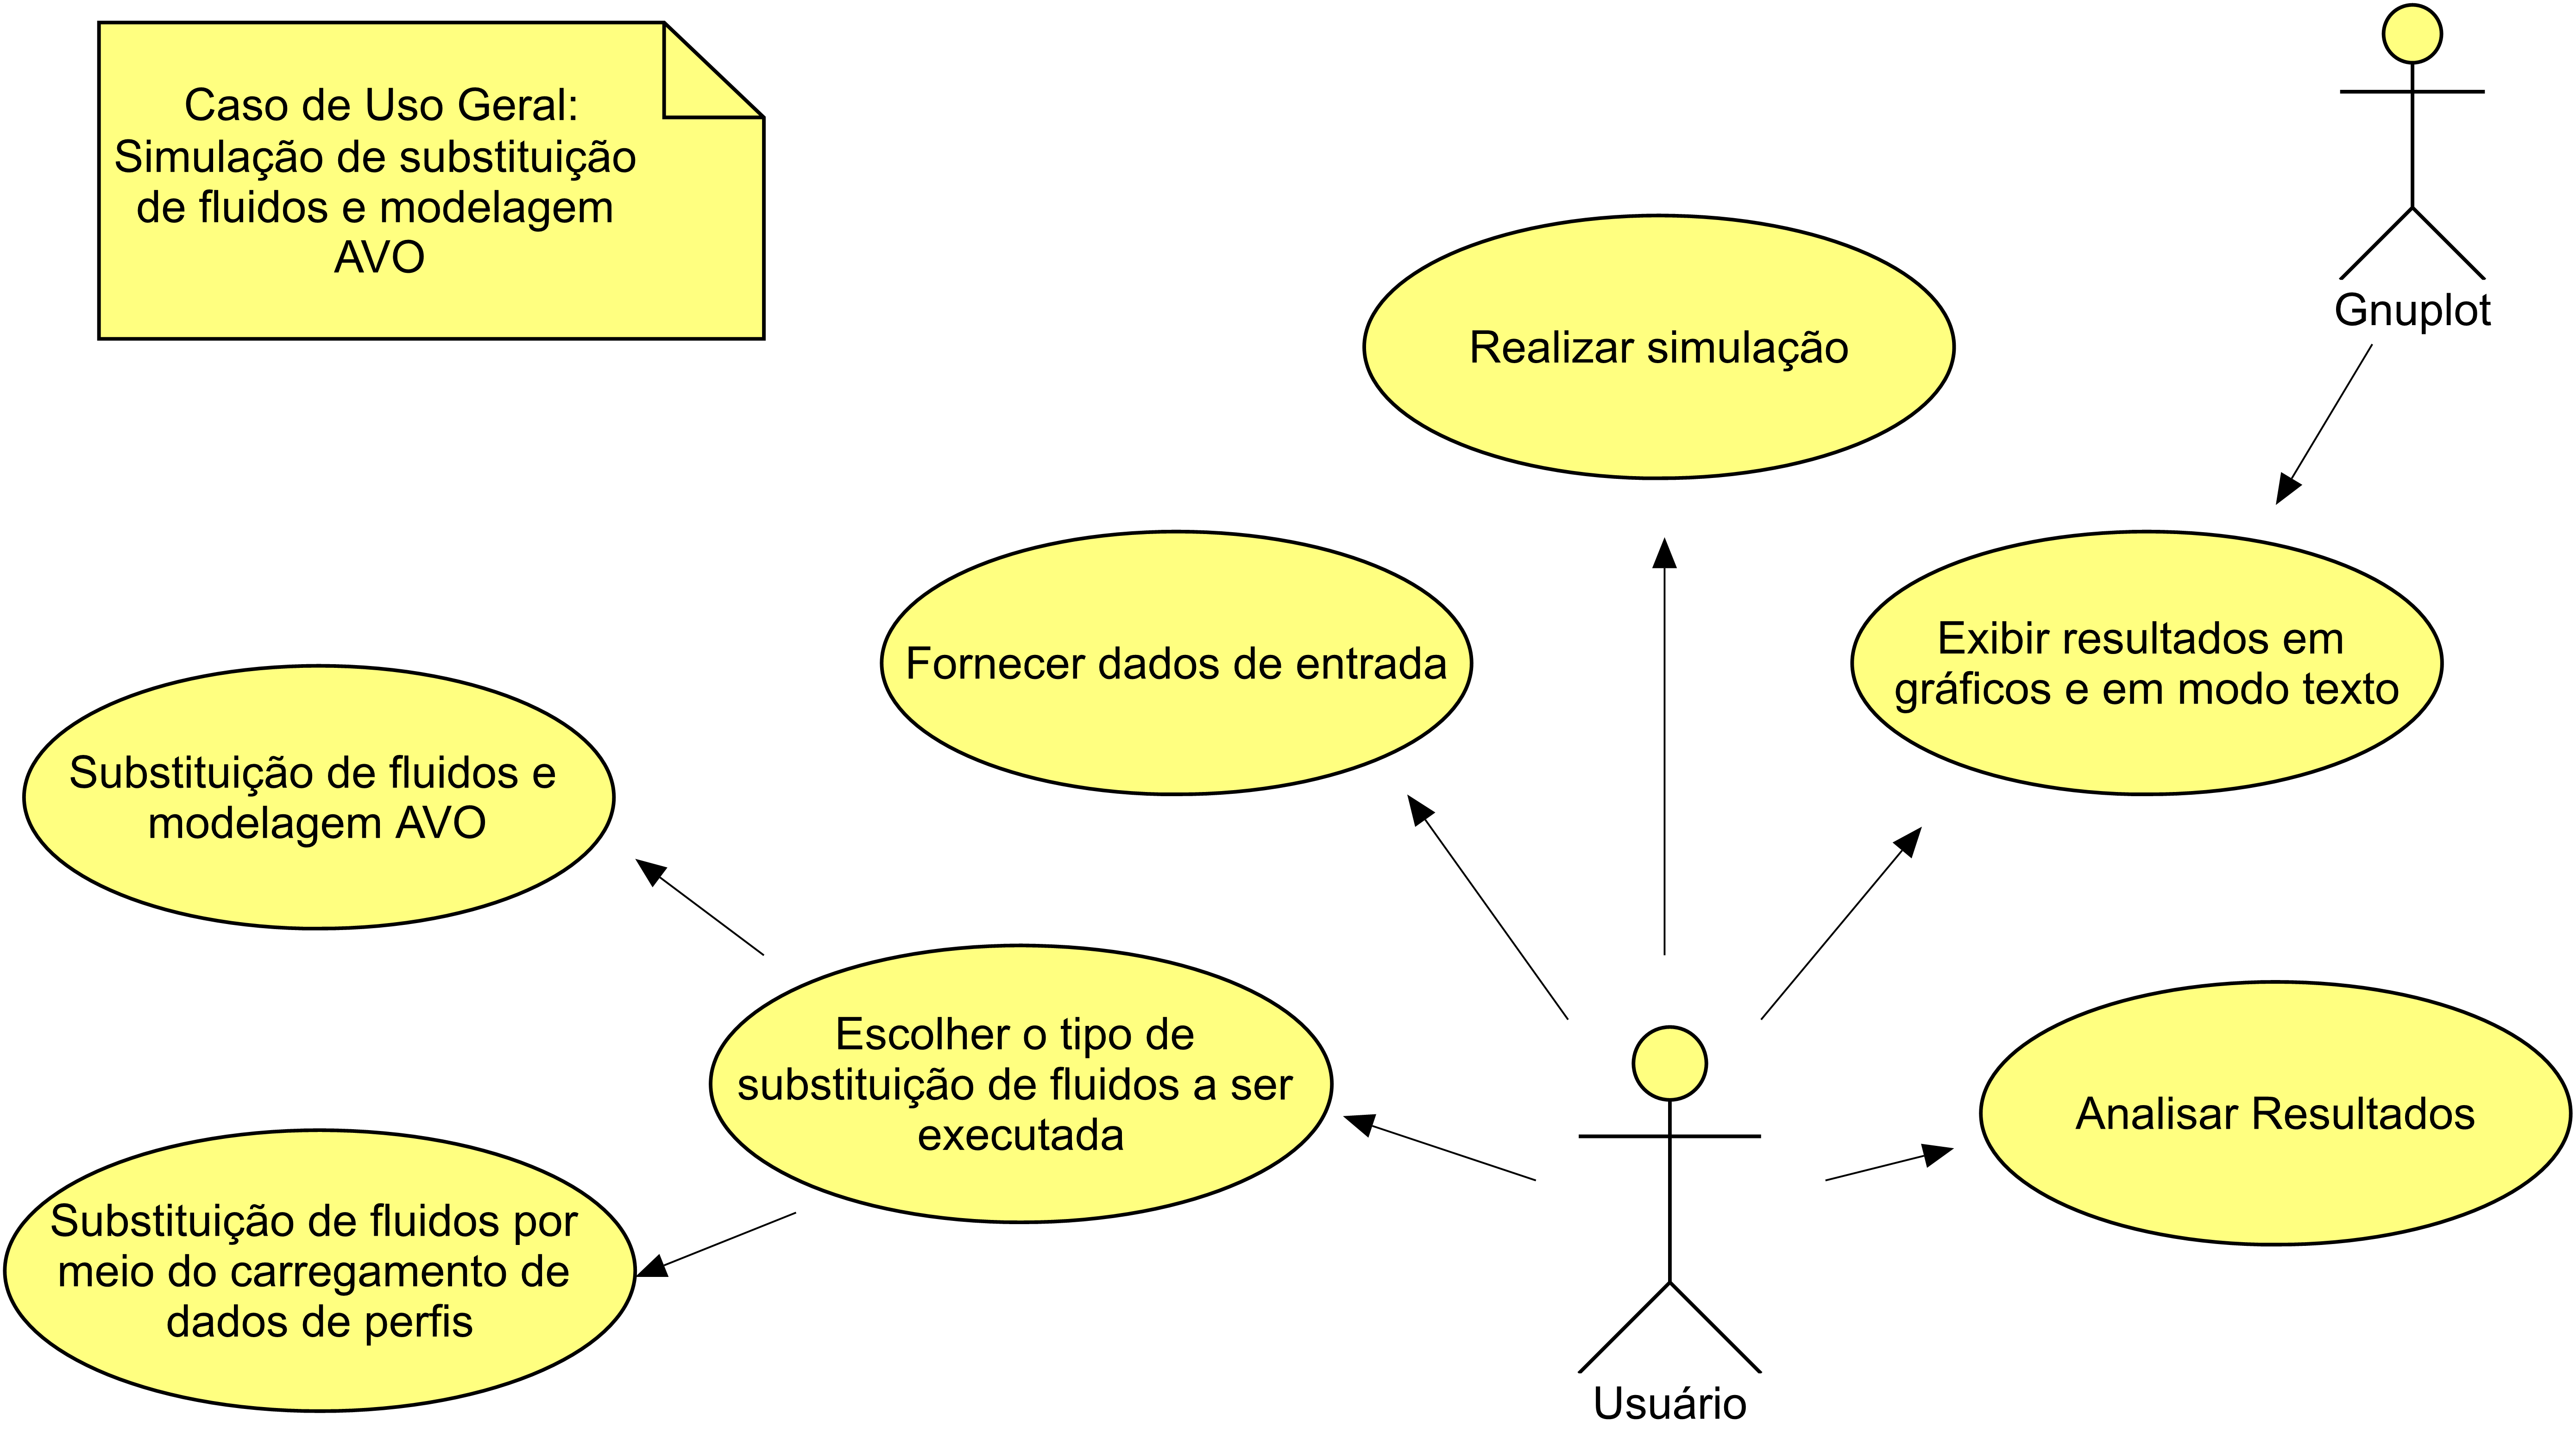 Caso de Uso Geral:
Simulação de substituição
de fluidos e modelagem
AVO
Gnuplot
Realizar simulação
Fornecer dados de entrada
Exibir resultados em
gráficos e em modo texto
Substituição de fluidos e
modelagem AVO
Escolher o tipo de
substituição de fluidos a ser
executada
Analisar Resultados
Substituição de fluidos por
meio do carregamento de
dados de perfis
Usuário